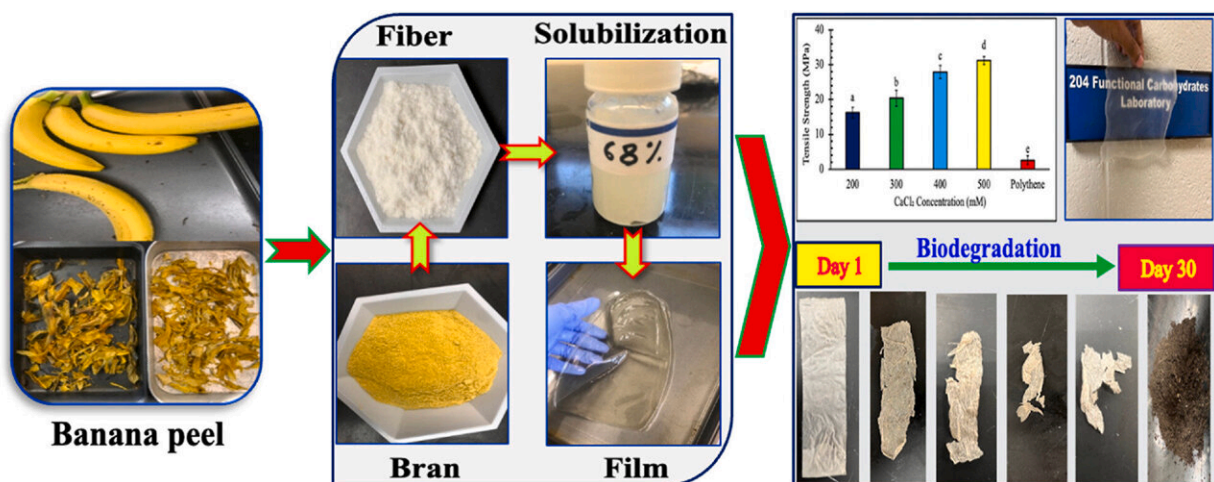 Banana peel
Fiber
Solubilization
68%
Bran
Film
Tensile Strength (MPa)
40
30
20
10
0
a
b
c
d
e
200
300
400
500
Polythene
CaCl₂ Concentration (mM)
204 Functional Carbohydrates
Laboratory
Day 1
Biodegradation
Day 30